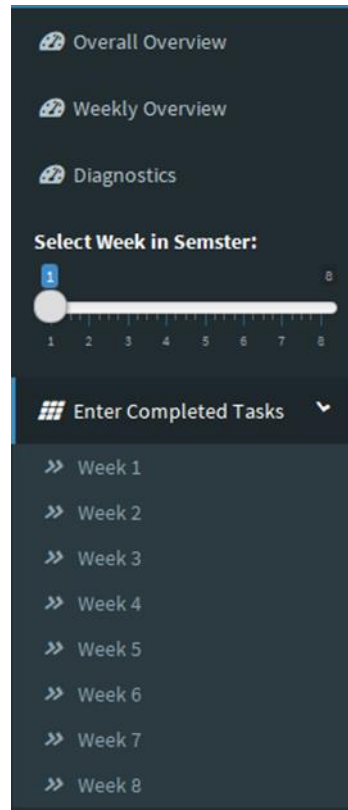 Overall Overview
Weekly Overview
Diagnostics
Select Week in Semster:
1 8
1 2 3 4 5 6 7 8
Enter Completed Tasks
Week 1
Week 2
Week 3
Week 4
Week 5
Week 6
Week 7
Week 8